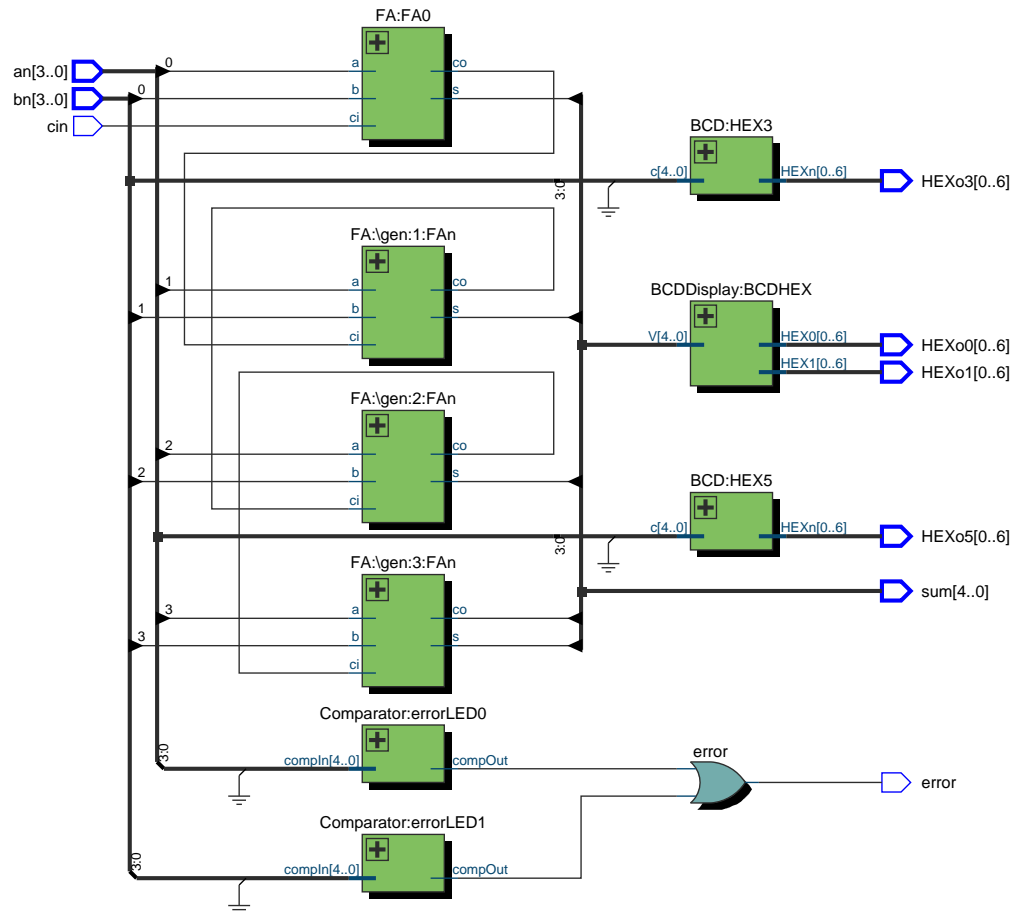 FA:FA0
an[3..0]
0
a
co
bn[3..0]
0
b
s
cin
ci
BCD:HEX3
c[4..0]
HEXn[0..6]
HEXo3[0..6]
3:0
FA:\gen:1:FAn
1
a
co
1
b
s
ci
BCDDisplay:BCDHEX
V[4..0]
HEX0[0..6]
HEXo0[0..6]
HEX1[0..6]
HEXo1[0..6]
FA:\gen:2:FAn
2
a
co
2
b
s
ci
BCD:HEX5
c[4..0]
HEXn[0..6]
HEXo5[0..6]
3:0
FA:\gen:3:FAn
3
a
co
3
b
s
ci
sum[4..0]
Comparator:errorLED0
3:0
compIn[4..0]
compOut
error
error
Comparator:errorLED1
3:0
compIn[4..0]
compOut